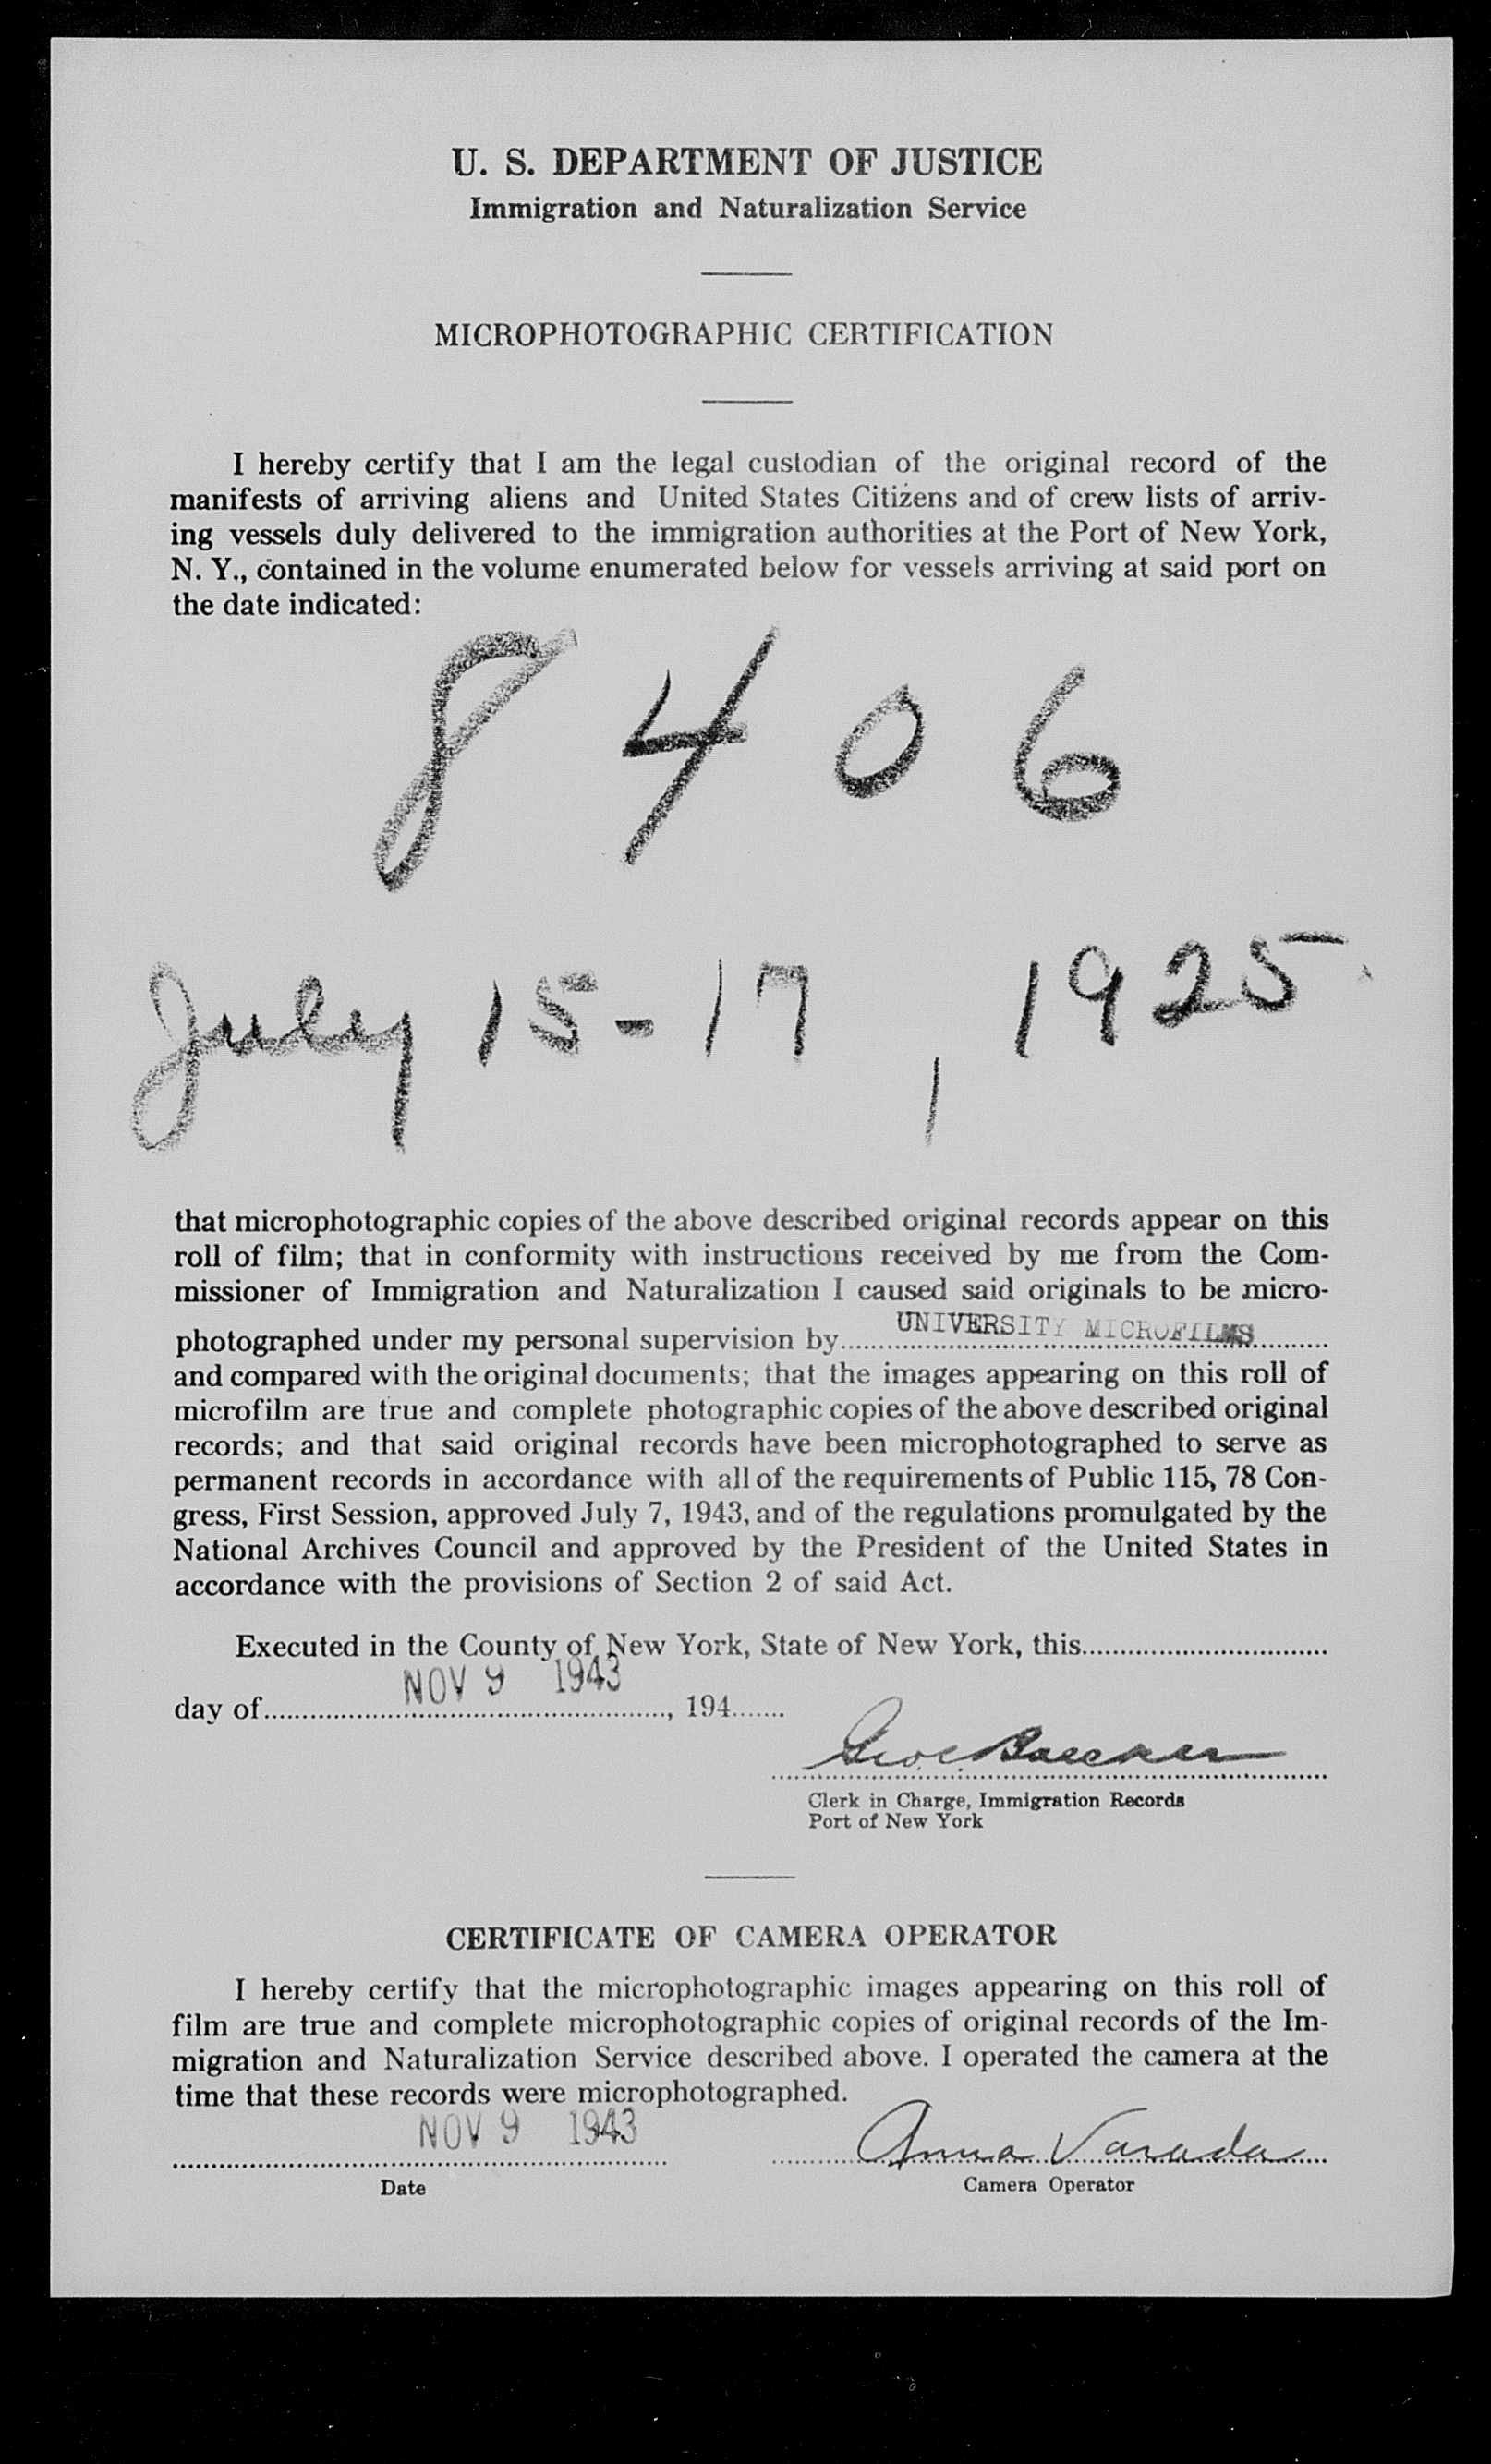 U. S. DEPARTMENT OF JUSTICE
Immigration and Naturalization Service
MICROPHOTOGRAPHIC CERTIFICATION
I hereby certify that I am the legal custodian of the original record of the
manifests of arriving aliens and United States Citizens and of crew lists of arriv-
ing vessels duly delivered to the immigration authorities at the Port of New York,
N. Y., contained in the volume enumerated below for vessels arriving at said port on
the date indicated:
8406
July 15-17, 1925
that microphotographic copies of the above described original records appear on this
roll of film; that in conformity with instructions received by me from the Com-
missioner of Immigration and Naturalization I caused said originals to be micro-
photographed under my personal supervision by UNIVERSITY MICROFILMS
and compared with the original documents; that the images appearing on this roll of
microfilm are true and complete photographic copies of the above described original
records; and that said original records have been microphotographed to serve as
permanent records in accordance with all of the requirements of Public 115, 78 Con-
gress, First Session, approved July 7, 1943, and of the regulations promulgated by the
National Archives Council and approved by the President of the United States in
accordance with the provisions of Section 2 of said Act.
Executed in the County of New York, State of New York, this
day of NOV 9 1943, 194
Clerk in Charge, Immigration Records
Port of New York
CERTIFICATE OF CAMERA OPERATOR
I hereby certify that the microphotographic images appearing on this roll of
film are true and complete microphotographic copies of original records of the Im-
migration and Naturalization Service described above. I operated the camera at the
time that these records were microphotographed.
NOV 9 1943 Anna Varada
Date Camera Operator